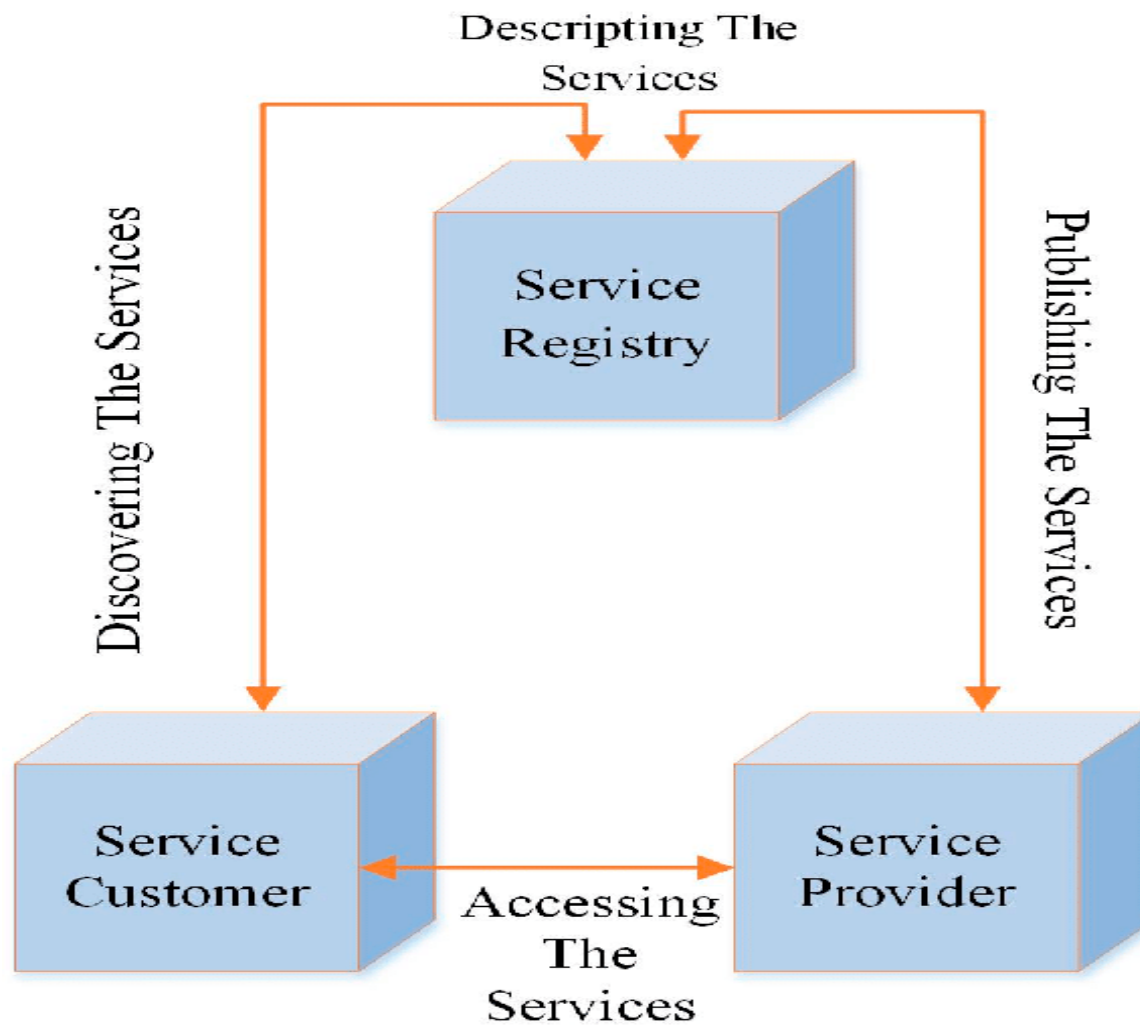 Descripting The
Services
Discovering The Services
Publishing The Services
Service
Registry
Service
Customer
Service
Provider
Accessing
The
Services